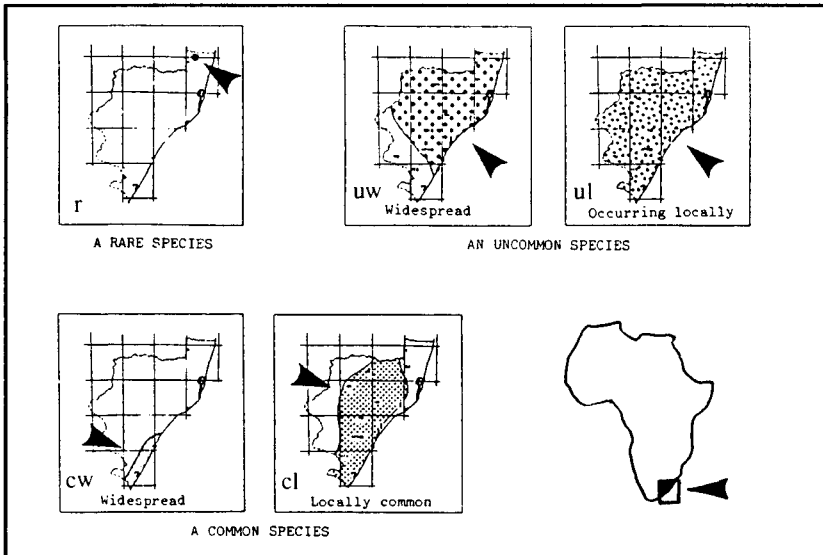 r
A RARE SPECIES
uw
Widespread
ul
Occurring locally
AN UNCOMMON SPECIES
cw
Widespread
cl
Locally common
A COMMON SPECIES